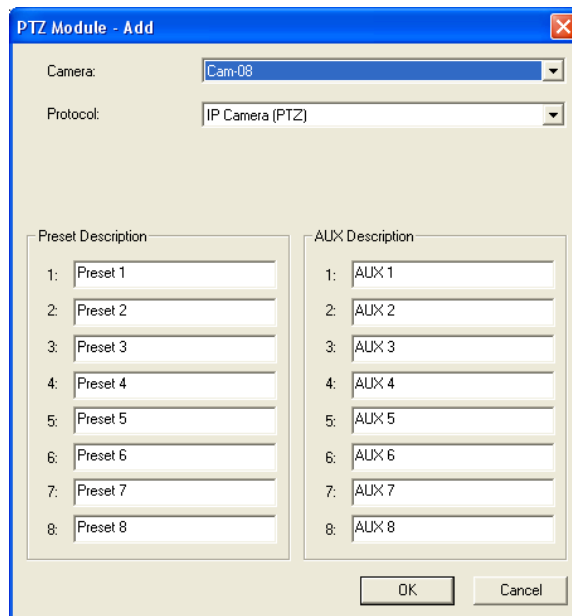 PTZ Module - Add
Camera: Cam-08
Protocol: IP Camera (PTZ)
Preset Description
1: Preset 1
2: Preset 2
3: Preset 3
4: Preset 4
5: Preset 5
6: Preset 6
7: Preset 7
8: Preset 8
AUX Description
1: AUX 1
2: AUX 2
3: AUX 3
4: AUX 4
5: AUX 5
6: AUX 6
7: AUX 7
8: AUX 8
OK Cancel